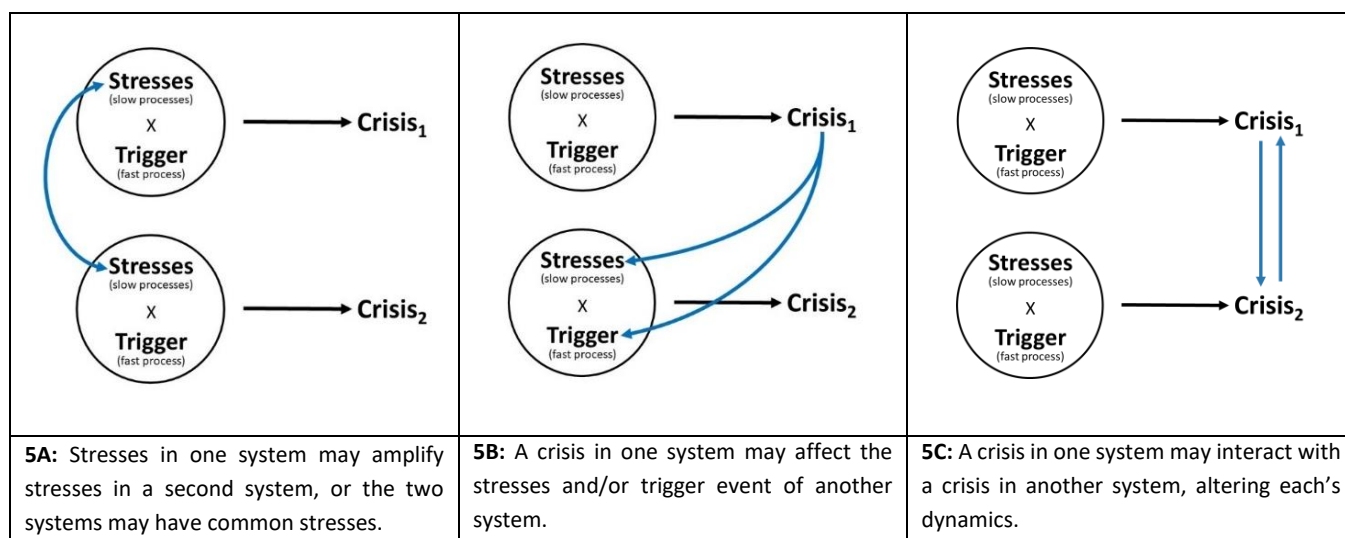 Stresses
(slow processes)
X
Trigger
(fast process)
Crisis₁
Stresses
(slow processes)
X
Trigger
(fast process)
Crisis₂
5A: Stresses in one system may amplify
stresses in a second system, or the two
systems may have common stresses.
Stresses
(slow processes)
X
Trigger
(fast process)
Crisis₁
Stresses
(slow processes)
X
Trigger
(fast process)
Crisis₂
5B: A crisis in one system may affect the
stresses and/or trigger event of another
system.
Stresses
(slow processes)
X
Trigger
(fast process)
Crisis₁
Stresses
(slow processes)
X
Trigger
(fast process)
Crisis₂
5C: A crisis in one system may interact with
a crisis in another system, altering each’s
dynamics.